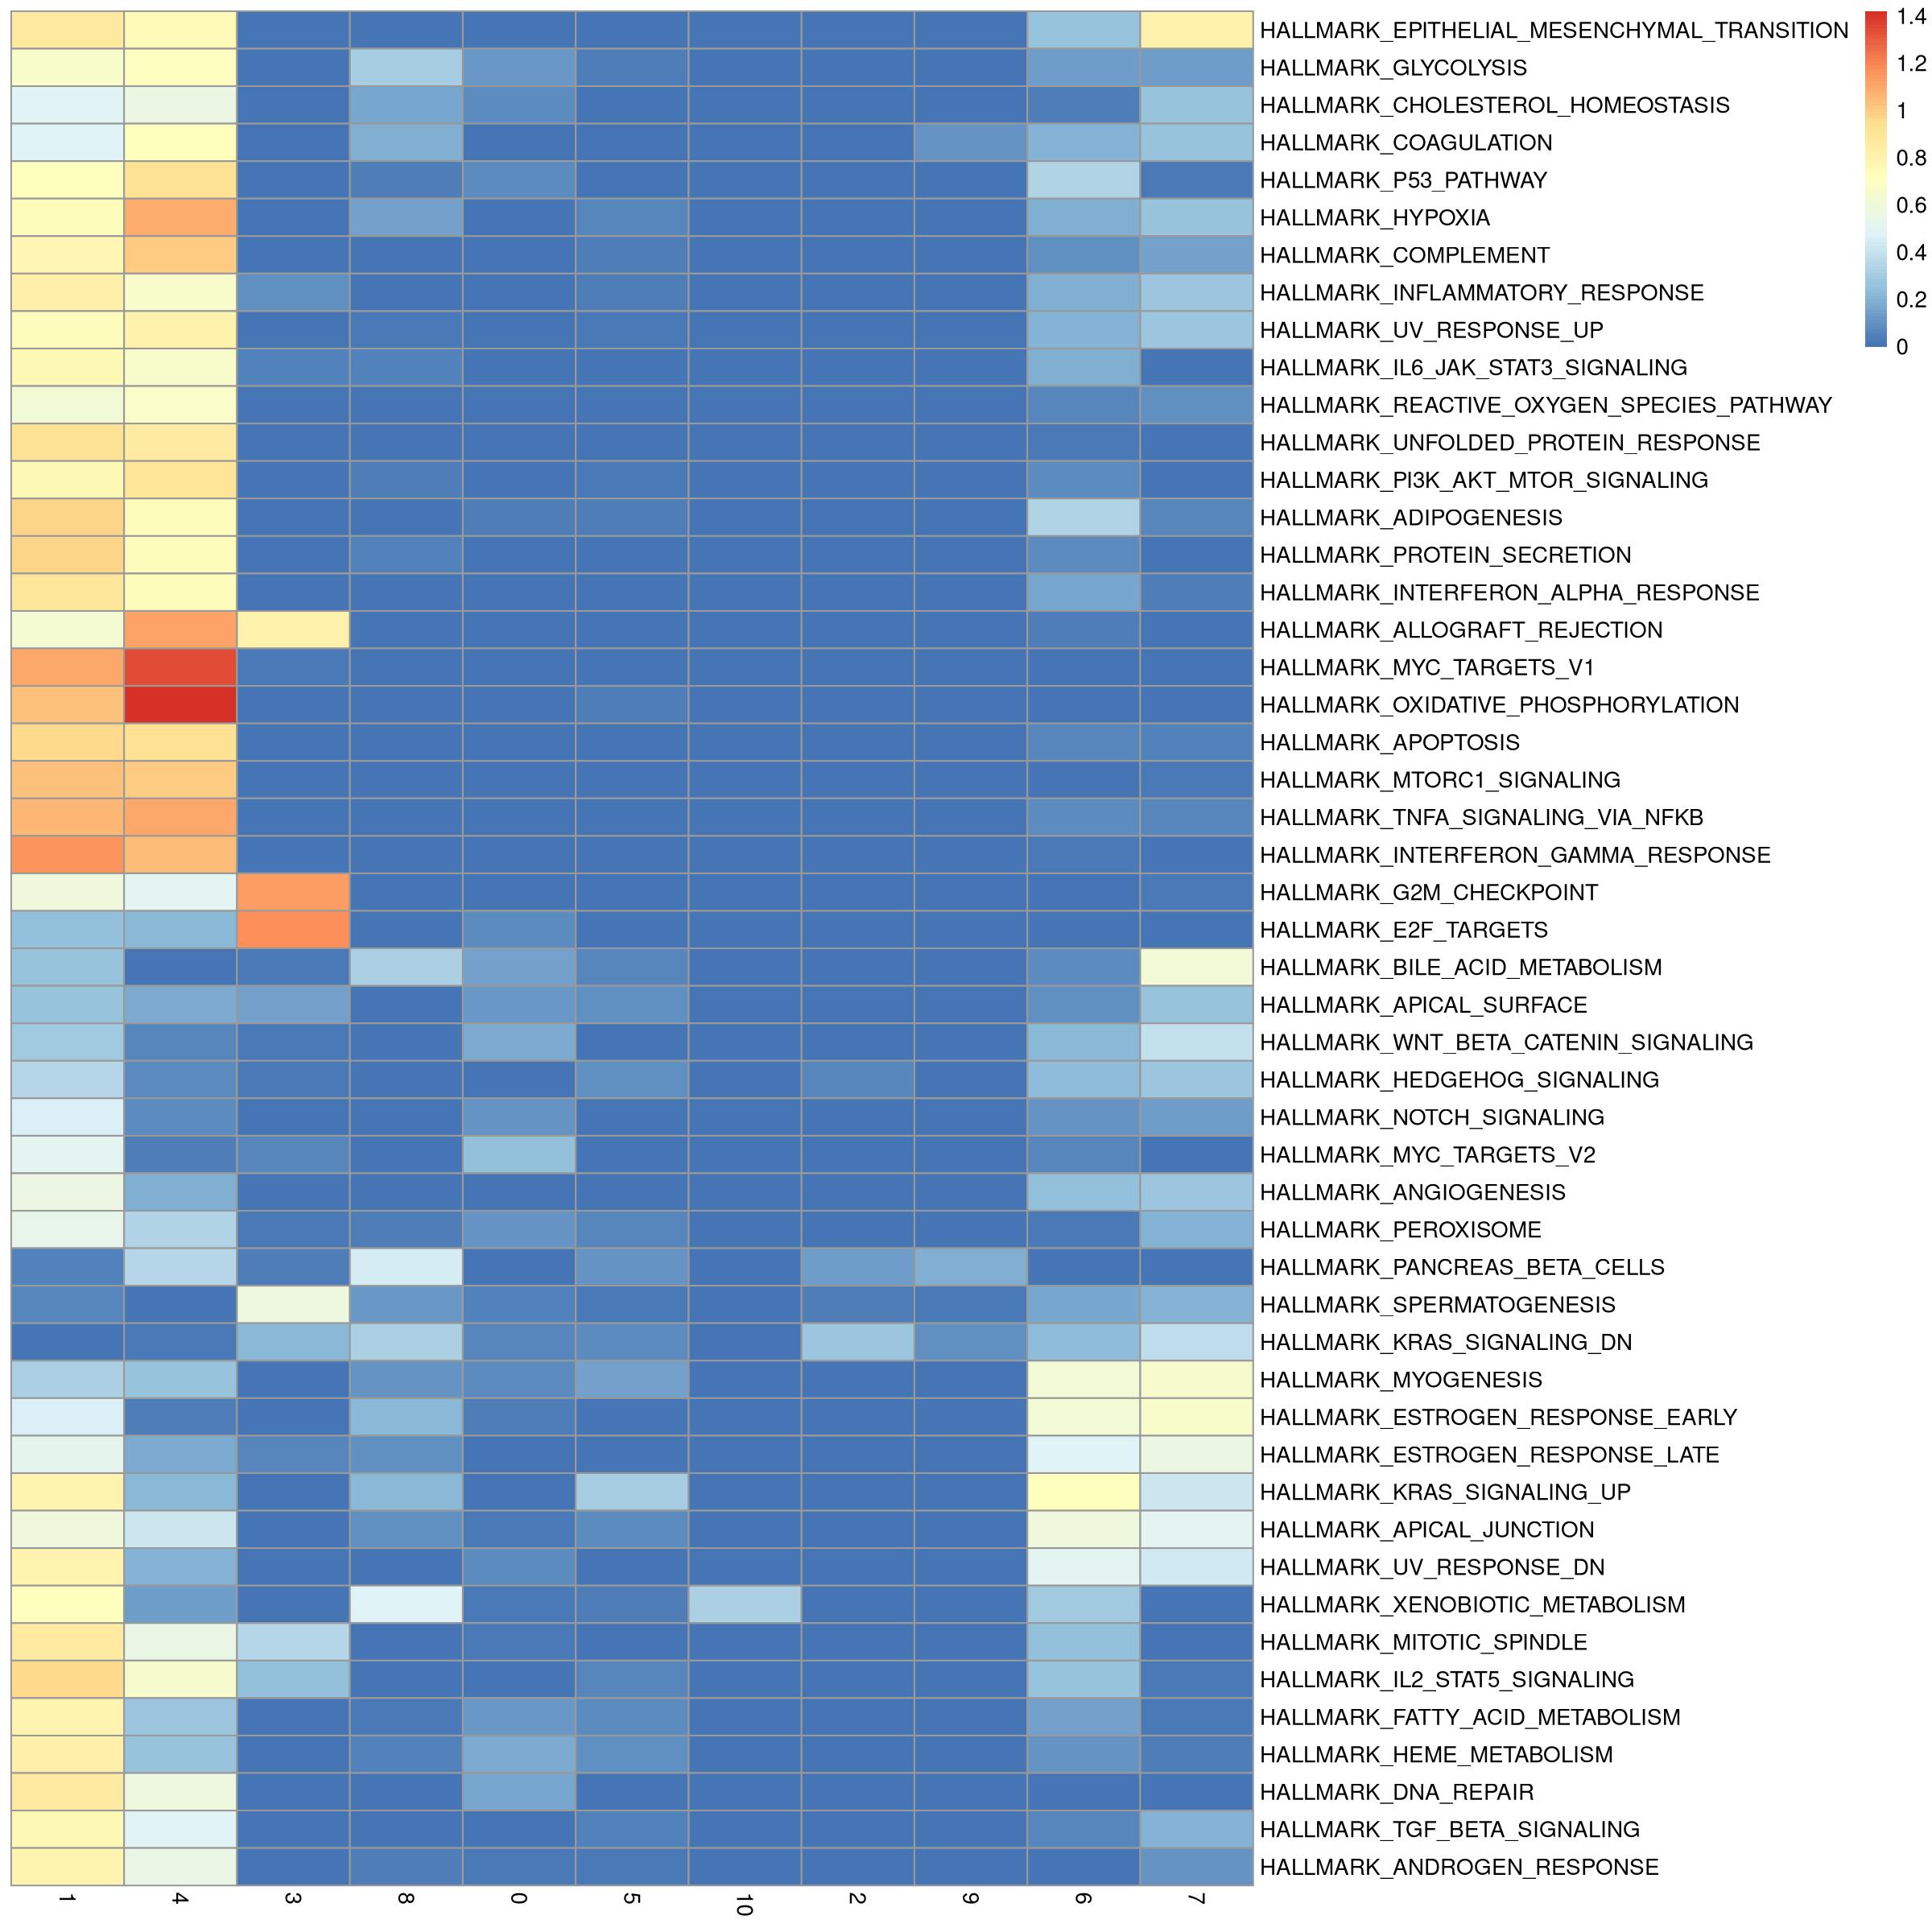 HALLMARK_EPITHELIAL_MESENCHYMAL_TRANSITION
HALLMARK_GLYCOLYSIS
HALLMARK_CHOLESTEROL_HOMEOSTASIS
HALLMARK_COAGULATION
HALLMARK_P53_PATHWAY
HALLMARK_HYPOXIA
HALLMARK_COMPLEMENT
HALLMARK_INFLAMMATORY_RESPONSE
HALLMARK_UV_RESPONSE_UP
HALLMARK_IL6_JAK_STAT3_SIGNALING
HALLMARK_REACTIVE_OXYGEN_SPECIES_PATHWAY
HALLMARK_UNFOLDED_PROTEIN_RESPONSE
HALLMARK_PI3K_AKT_MTOR_SIGNALING
HALLMARK_ADIPOGENESIS
HALLMARK_PROTEIN_SECRETION
HALLMARK_INTERFERON_ALPHA_RESPONSE
HALLMARK_ALLOGRAFT_REJECTION
HALLMARK_MYC_TARGETS_V1
HALLMARK_OXIDATIVE_PHOSPHORYLATION
HALLMARK_APOPTOSIS
HALLMARK_MTORC1_SIGNALING
HALLMARK_TNFA_SIGNALING_VIA_NFKB
HALLMARK_INTERFERON_GAMMA_RESPONSE
HALLMARK_G2M_CHECKPOINT
HALLMARK_E2F_TARGETS
HALLMARK_BILE_ACID_METABOLISM
HALLMARK_APICAL_SURFACE
HALLMARK_WNT_BETA_CATENIN_SIGNALING
HALLMARK_HEDGEHOG_SIGNALING
HALLMARK_NOTCH_SIGNALING
HALLMARK_MYC_TARGETS_V2
HALLMARK_ANGIOGENESIS
HALLMARK_PEROXISOME
HALLMARK_PANCREAS_BETA_CELLS
HALLMARK_SPERMATOGENESIS
HALLMARK_KRAS_SIGNALING_DN
HALLMARK_MYOGENESIS
HALLMARK_ESTROGEN_RESPONSE_EARLY
HALLMARK_ESTROGEN_RESPONSE_LATE
HALLMARK_KRAS_SIGNALING_UP
HALLMARK_APICAL_JUNCTION
HALLMARK_UV_RESPONSE_DN
HALLMARK_XENOBIOTIC_METABOLISM
HALLMARK_MITOTIC_SPINDLE
HALLMARK_IL2_STAT5_SIGNALING
HALLMARK_FATTY_ACID_METABOLISM
HALLMARK_HEME_METABOLISM
HALLMARK_DNA_REPAIR
HALLMARK_TGF_BETA_SIGNALING
HALLMARK_ANDROGEN_RESPONSE
1 4 3 8 0 5 10 2 9 6 7
1.4
1.2
1
0.8
0.6
0.4
0.2
0